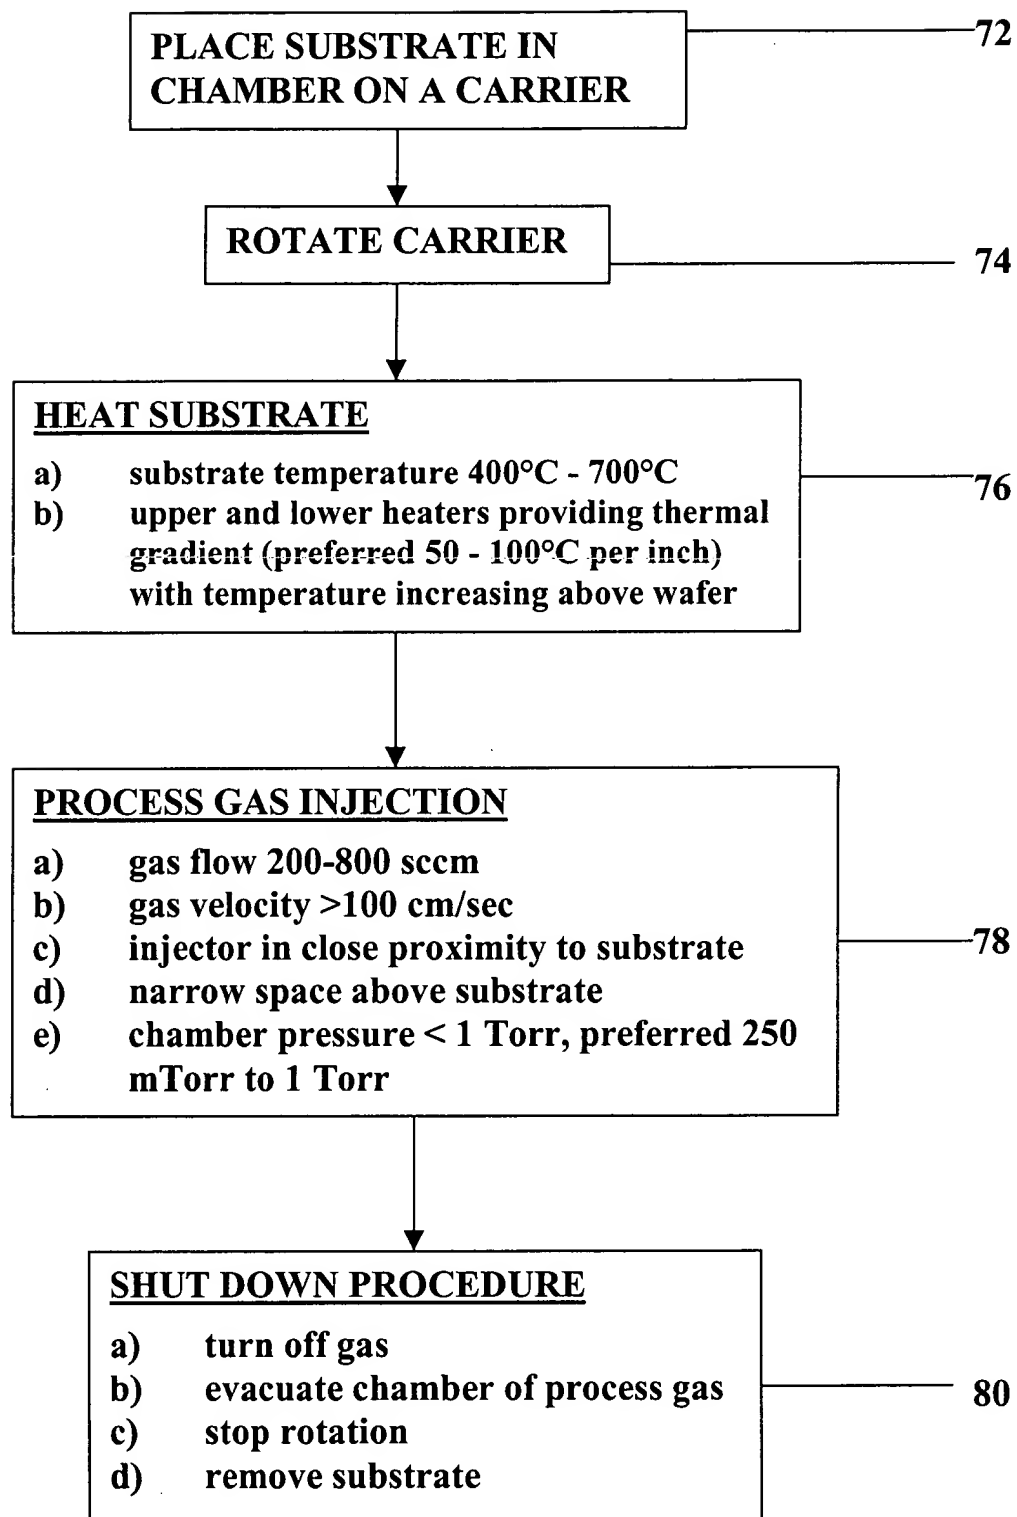 PLACE SUBSTRATE IN
CHAMBER ON A CARRIER
72
ROTATE CARRIER
74
HEAT SUBSTRATE
a) substrate temperature 400°C - 700°C
b) upper and lower heaters providing thermal
gradient (preferred 50 - 100°C per inch)
with temperature increasing above wafer
76
PROCESS GAS INJECTION
a) gas flow 200-800 sccm
b) gas velocity >100 cm/sec
c) injector in close proximity to substrate
d) narrow space above substrate
e) chamber pressure < 1 Torr, preferred 250
mTorr to 1 Torr
78
SHUT DOWN PROCEDURE
a) turn off gas
b) evacuate chamber of process gas
c) stop rotation
d) remove substrate
80